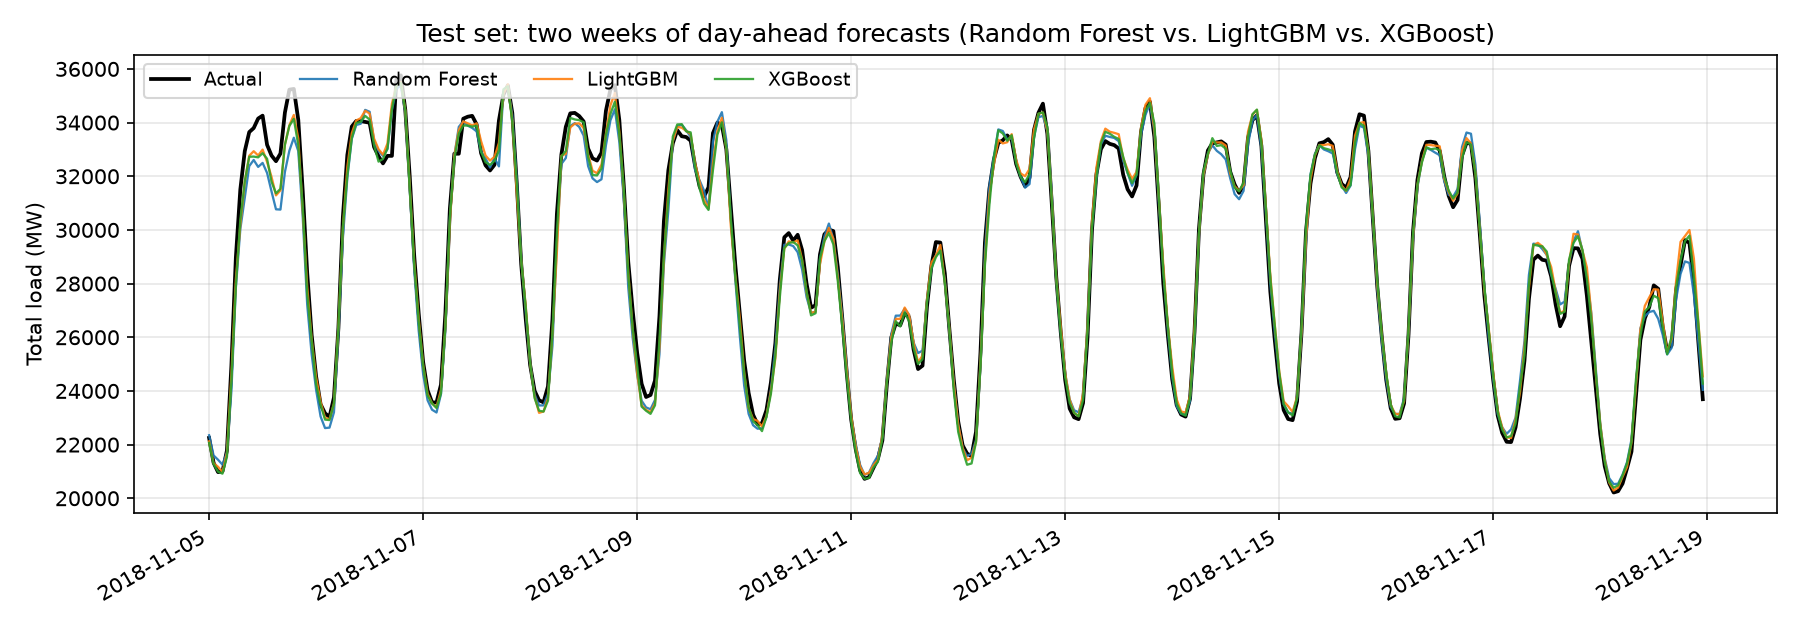 Test set: two weeks of day-ahead forecasts (Random Forest vs. LightGBM vs. XGBoost)
Actual Random Forest LightGBM XGBoost
Total load (MW)
36000
34000
32000
30000
28000
26000
24000
22000
20000
2018-11-05 2018-11-07 2018-11-09 2018-11-11 2018-11-13 2018-11-15 2018-11-17 2018-11-19